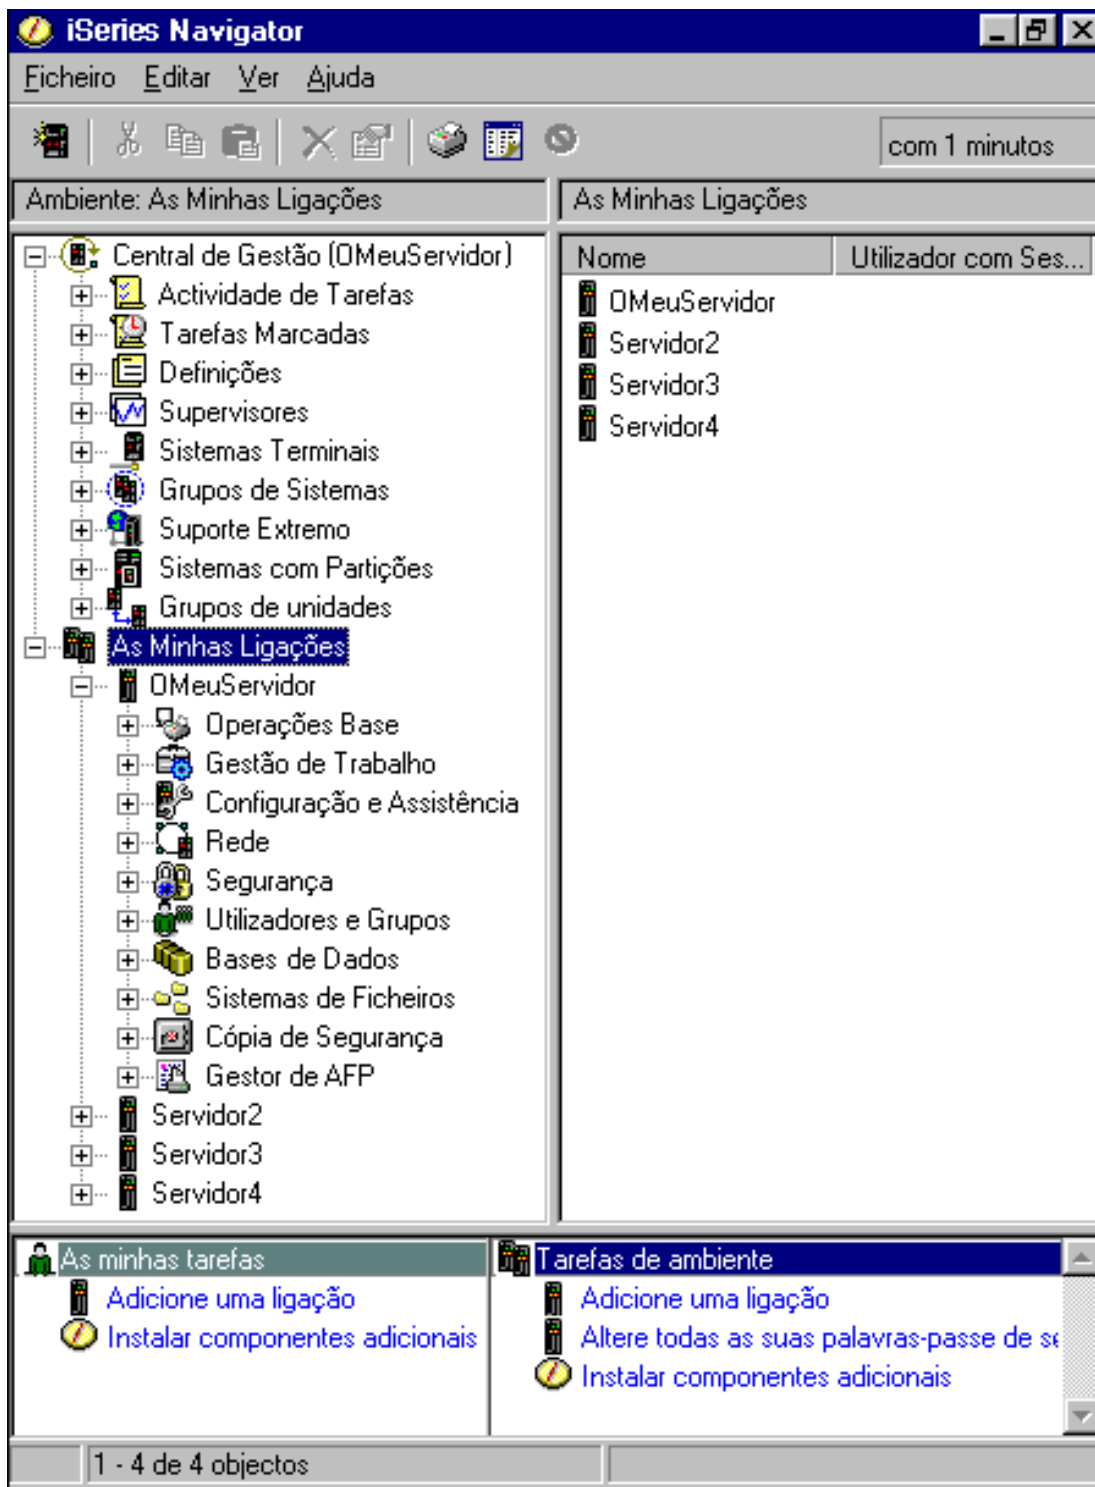 iSeries Navigator
Ficheiro Editar Ver Ajuda
com 1 minutos
Ambiente: As Minhas Ligações
As Minhas Ligações
Central de Gestão (OMeuServidor)
Actividade de Tarefas
Tarefas Marcadas
Definições
Supervisores
Sistemas Terminais
Grupos de Sistemas
Suporte Extremo
Sistemas com Partições
Grupos de unidades
As Minhas Ligações
OMeuServidor
Operações Base
Gestão de Trabalho
Configuração e Assistência
Rede
Segurança
Utilizadores e Grupos
Bases de Dados
Sistemas de Ficheiros
Cópia de Segurança
Gestor de AFP
Servidor2
Servidor3
Servidor4
Nome Utilizador com Ses...
OMeuServidor
Servidor2
Servidor3
Servidor4
As minhas tarefas
Adicione uma ligação
Instalar componentes adicionais
Tarefas de ambiente
Adicione uma ligação
Altere todas as suas palavras-passe de se
Instalar componentes adicionais
1 - 4 de 4 objectos